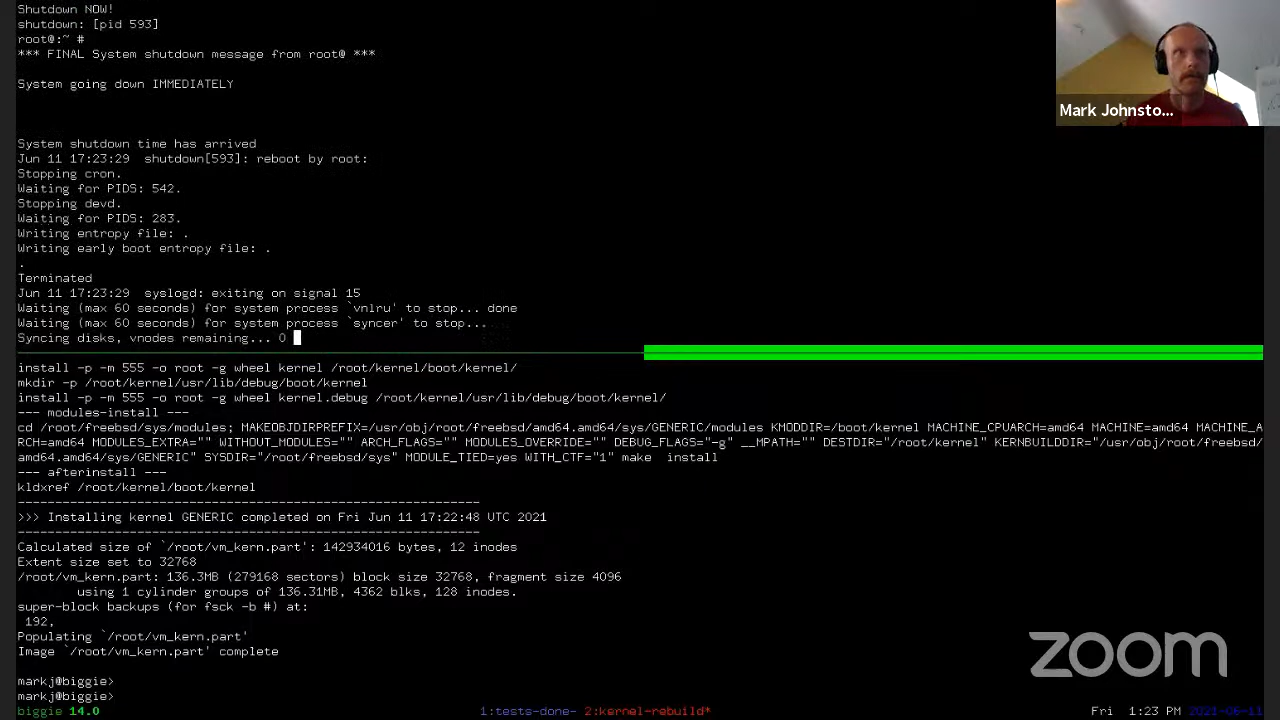 Shutdown NOW!
shutdown: [pid 593]
root@:~ #
*** FINAL System shutdown message from root@ ***
System going down IMMEDIATELY
System shutdown time has arrived
Jun 11 17:23:29  shutdown[593]: reboot by root:
Stopping cron.
Waiting for PIDS: 542.
Stopping devd.
Waiting for PIDS: 283.
Writing entropy file: .
Writing early boot entropy file: .
.
Terminated
Jun 11 17:23:29  syslogd: exiting on signal 15
Waiting (max 60 seconds) for system process `vnlru' to stop... done
Waiting (max 60 seconds) for system process `syncer' to stop...
Syncing disks, vnodes remaining... 0
install -p -m 555 -o root -g wheel kernel /root/kernel/boot/kernel/
mkdir -p /root/kernel/usr/lib/debug/boot/kernel
install -p -m 555 -o root -g wheel kernel.debug /root/kernel/usr/lib/debug/boot/kernel/
--- modules-install ---
cd /root/freebsd/sys/modules; MAKEOBJDIRPREFIX=/usr/obj/root/freebsd/amd64.amd64/sys/GENERIC/modules KMODDIR=/boot/kernel MACHINE_CPUARCH=amd64 MACHINE=amd64 MACHINE_A
RCH=amd64 MODULES_EXTRA="" WITHOUT_MODULES="" ARCH_FLAGS="" MODULES_OVERRIDE="" DEBUG_FLAGS="-g" __MPATH="" DESTDIR="/root/kernel" KERNBUILDDIR="/usr/obj/root/freebsd/
amd64.amd64/sys/GENERIC" SYSDIR="/root/freebsd/sys" MODULE_TIED=yes WITH_CTF="1" make  install
--- afterinstall ---
kldxref /root/kernel/boot/kernel
--------------------------------------------------------------
>>> Installing kernel GENERIC completed on Fri Jun 11 17:22:48 UTC 2021
--------------------------------------------------------------
Calculated size of `/root/vm_kern.part': 142934016 bytes, 12 inodes
Extent size set to 32768
/root/vm_kern.part: 136.3MB (279168 sectors) block size 32768, fragment size 4096
using 1 cylinder groups of 136.31MB, 4362 blks, 128 inodes.
super-block backups (for fsck -b #) at:
192,
Populating `/root/vm_kern.part'
Image `/root/vm_kern.part' complete
markj@biggie>
markj@biggie>
biggie 14.0 1:tests-done- 2:kernel-rebuild* Fri 1:23 PM 2021-06-11
Mark Johnsto...
zoom